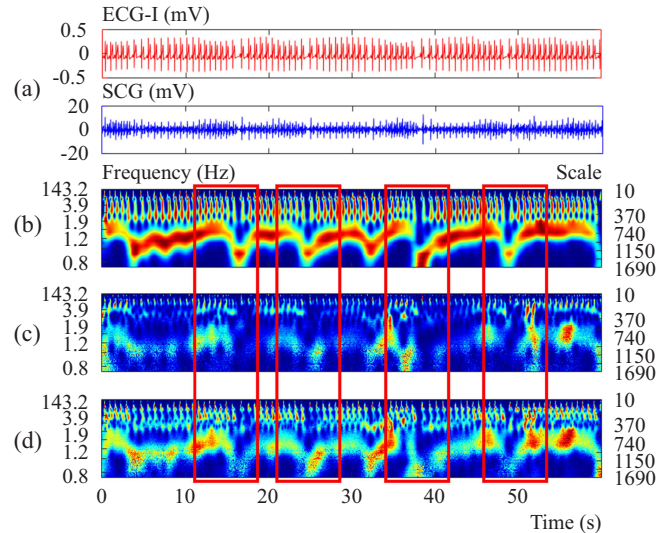 ECG-I (mV)
0.5
0
-0.5
(a)
SCG (mV)
20
0
-20
Frequency (Hz) Scale
143.2 10
3.9 370
(b) 1.9 740
1.2 1150
0.8 1690
143.2 10
3.9 370
(c) 1.9 740
1.2 1150
0.8 1690
143.2 10
3.9 370
(d) 1.9 740
1.2 1150
0.8 1690
0 10 20 30 40 50
Time (s)